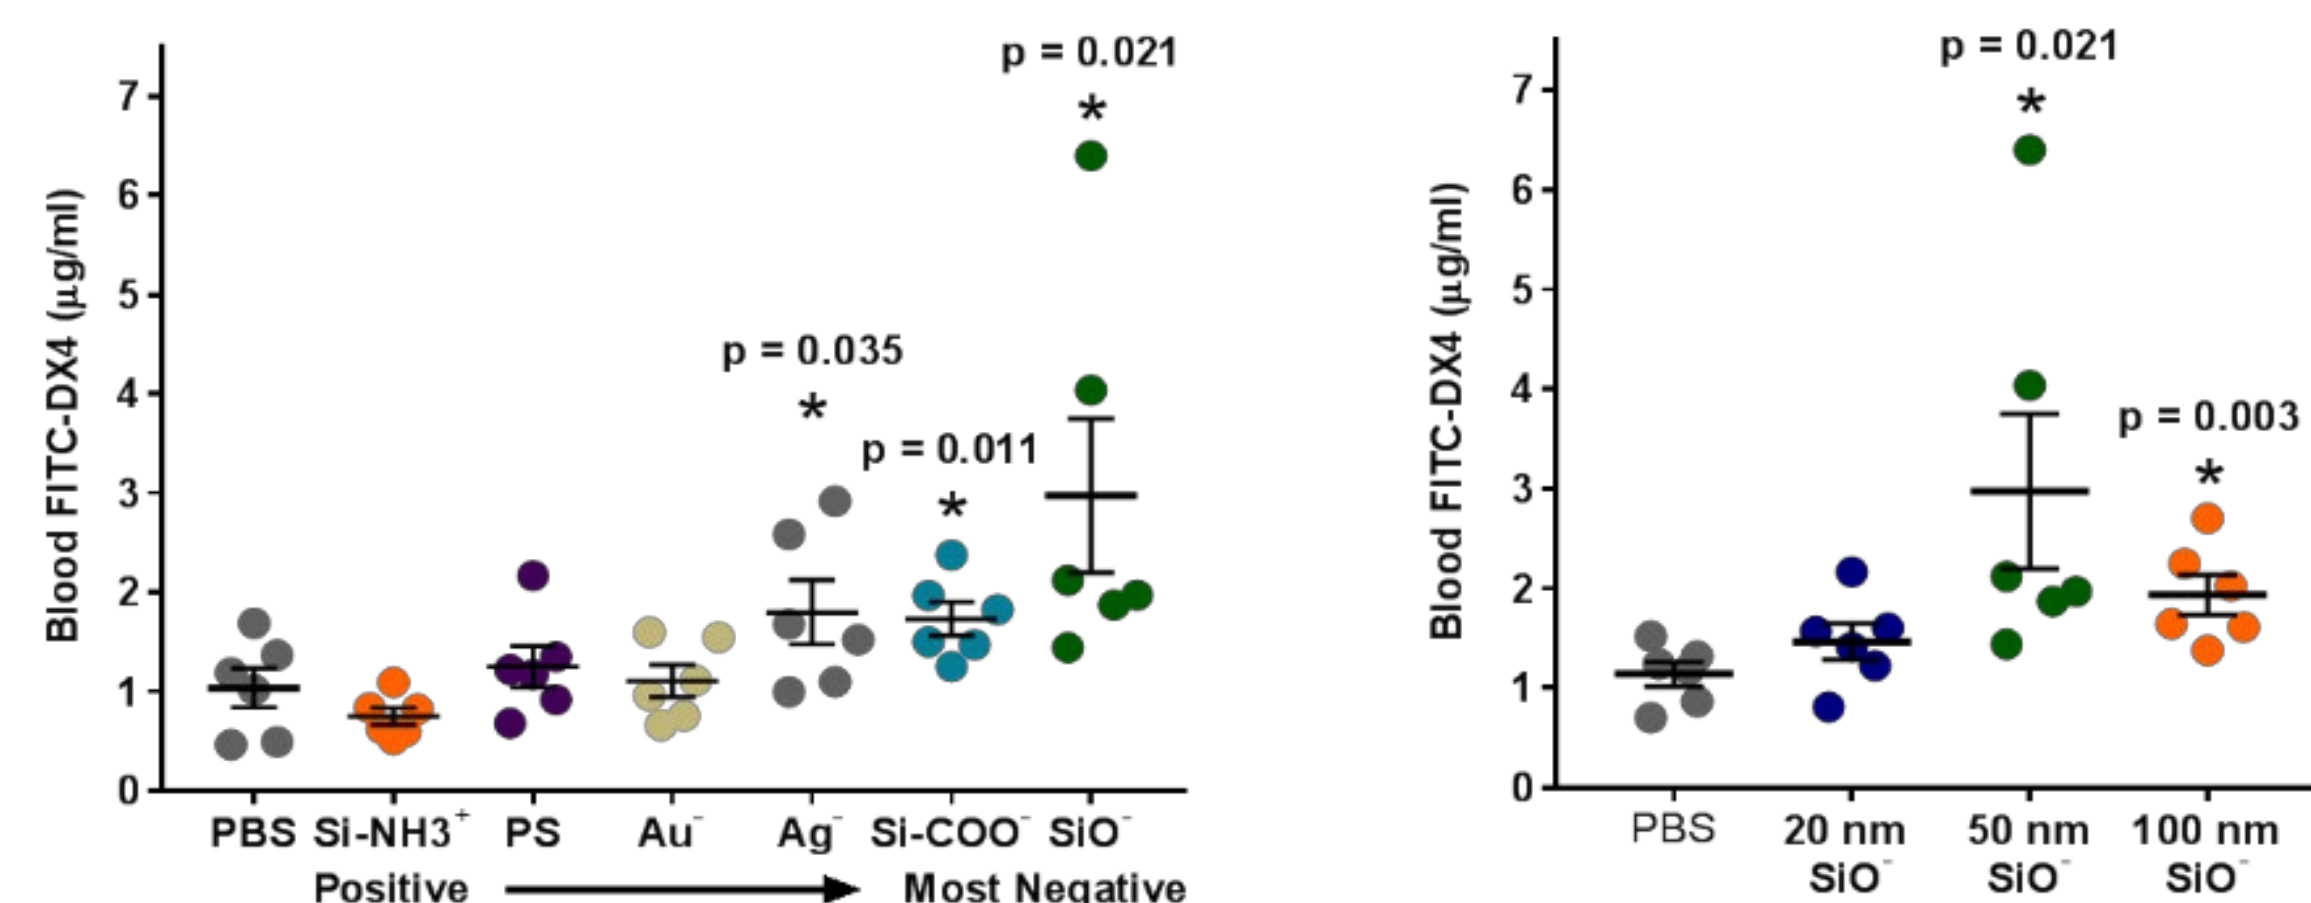 p = 0.021
*
7
6
5
4
3
2
1
0
Blood FITC-DX4 (µg/ml)
p = 0.035
*
p = 0.011
*
PBS Si-NH3⁺ PS Au⁻ Ag⁻ Si-COO⁻ SiO⁻
Positive Most Negative
p = 0.021
*
7
6
5
4
3
2
1
0
Blood FITC-DX4 (µg/ml)
p = 0.003
*
PBS 20 nm 50 nm 100 nm
SiO⁻ SiO⁻ SiO⁻